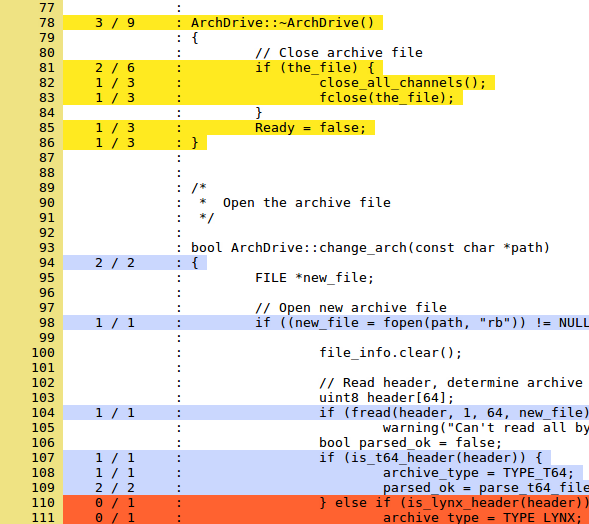 77 :
78 3 / 9 : ArchDrive::~ArchDrive()
79 : {
80 : // Close archive file
81 2 / 6 : if (the_file) {
82 1 / 3 : close_all_channels();
83 1 / 3 : fclose(the_file);
84 : }
85 1 / 3 : Ready = false;
86 1 / 3 : }
87 :
88 :
89 : /*
90 : * Open the archive file
91 : */
92 :
93 : bool ArchDrive::change_arch(const char *path)
94 2 / 2 : {
95 : FILE *new_file;
96 :
97 : // Open new archive file
98 1 / 1 : if ((new_file = fopen(path, "rb")) != NULL
99 :
100 : file_info.clear();
101 :
102 : // Read header, determine archive
103 : uint8 header[64];
104 1 / 1 : if (fread(header, 1, 64, new_file)
105 : warning("Can't read all by
106 : bool parsed_ok = false;
107 1 / 1 : if (is_t64_header(header)) {
108 1 / 1 : archive_type = TYPE_T64;
109 2 / 2 : parsed_ok = parse_t64_file
110 0 / 1 : } else if (is_lynx_header(header))
111 0 / 1 : archive_type = TYPE_LYNX;